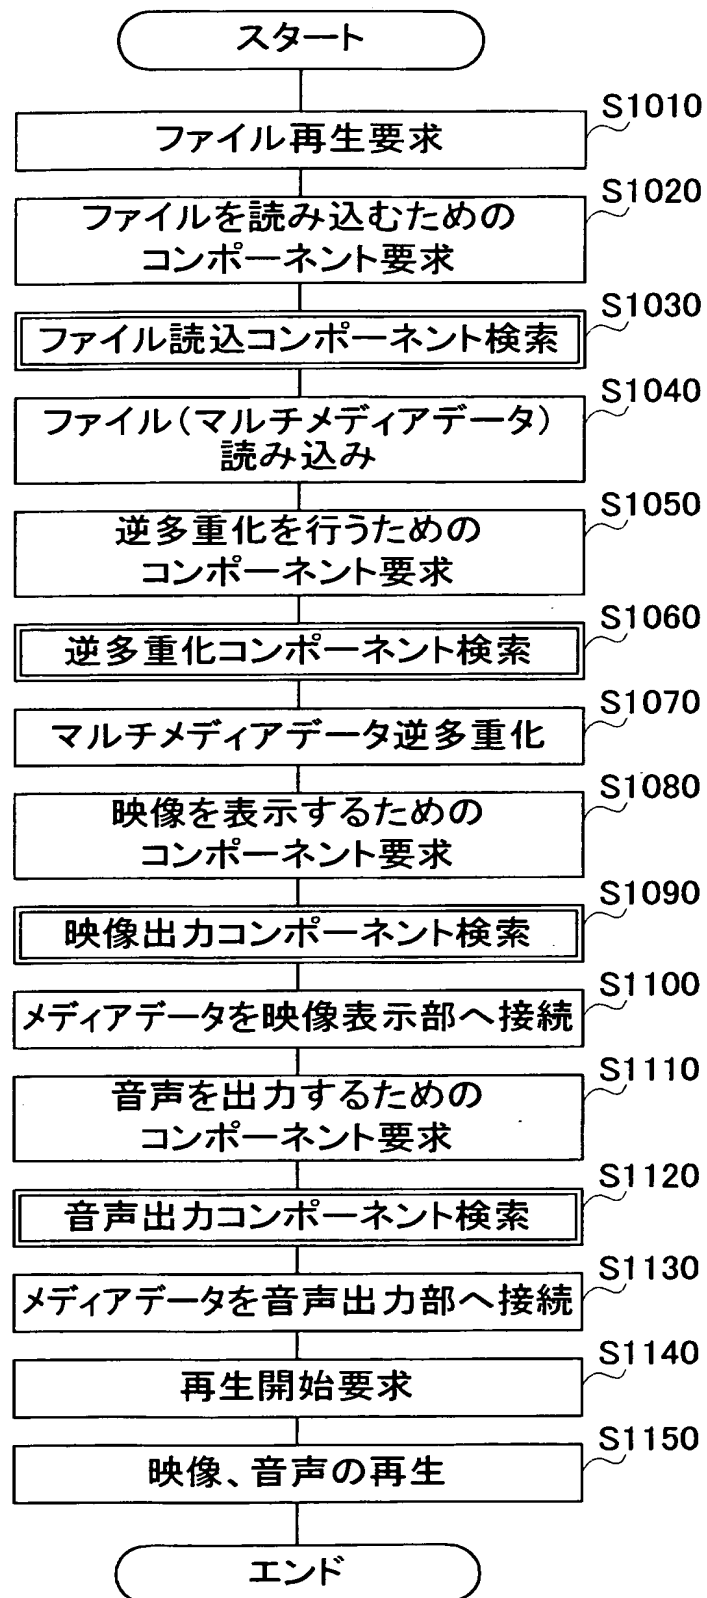 スタート
S1010
ファイル再生要求
S1020
ファイルを読み込むための
コンポーネント要求
S1030
ファイル読込コンポーネント検索
S1040
ファイル(マルチメディアデータ)
読み込み
S1050
逆多重化を行うための
コンポーネント要求
S1060
逆多重化コンポーネント検索
S1070
マルチメディアデータ逆多重化
S1080
映像を表示するための
コンポーネント要求
S1090
映像出力コンポーネント検索
S1100
メディアデータを映像表示部へ接続
S1110
音声を出力するための
コンポーネント要求
S1120
音声出力コンポーネント検索
S1130
メディアデータを音声出力部へ接続
S1140
再生開始要求
S1150
映像、音声の再生
エンド